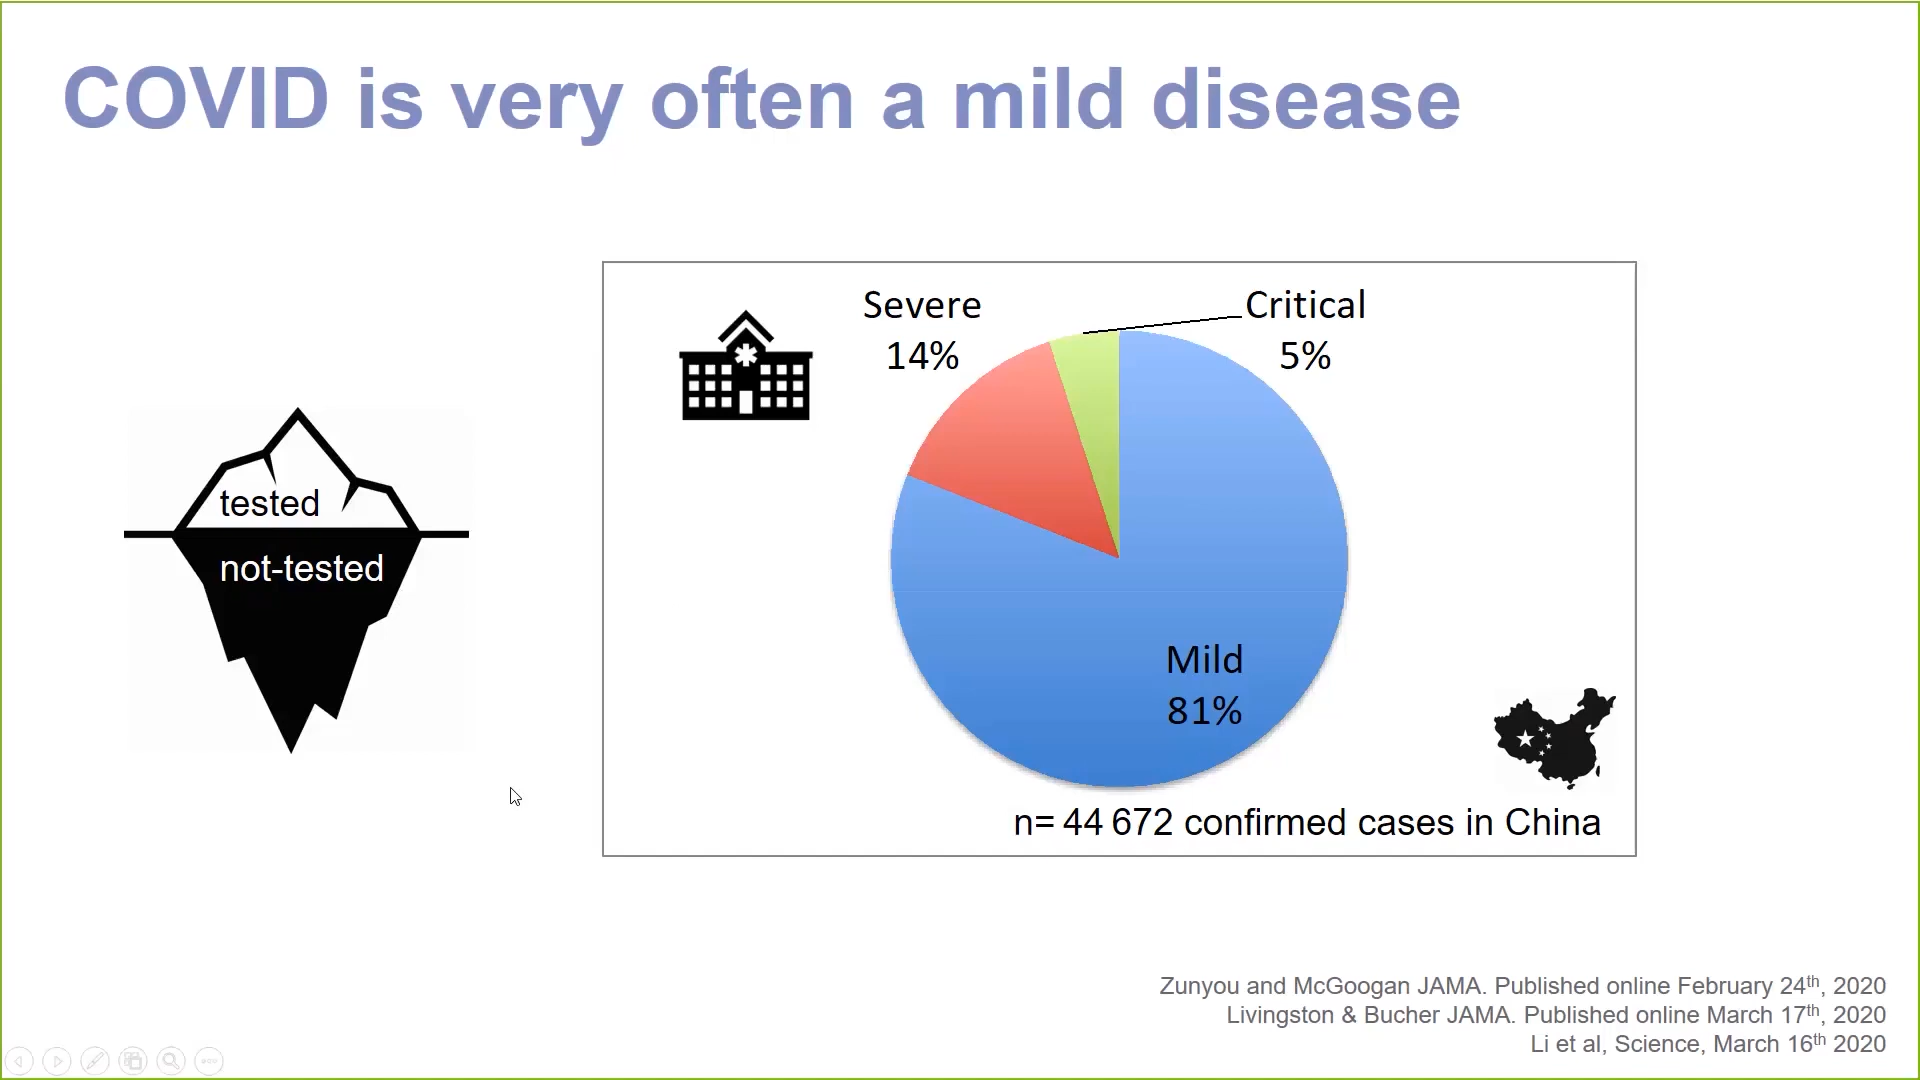 COVID is very often a mild disease
tested
not-tested
Severe
14%
Critical
5%
Mild
81%
n= 44 672 confirmed cases in China
Zunyou and McGoogan JAMA. Published online February 24th, 2020
Livingston & Bucher JAMA. Published online March 17th, 2020
Li et al, Science, March 16th 2020